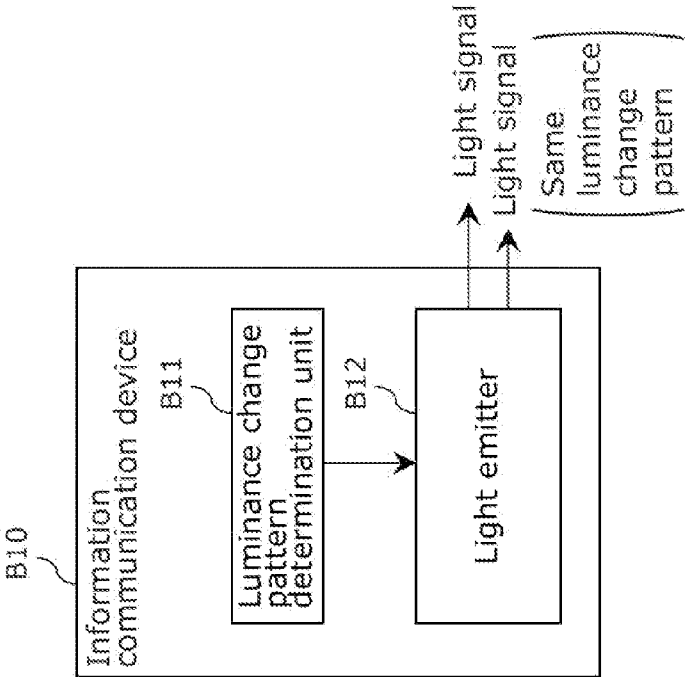 B10
Information
communication device
B11
Luminance change
pattern
determination unit
B12
Light emitter
Light signal
Light signal
Same
luminance
change
pattern